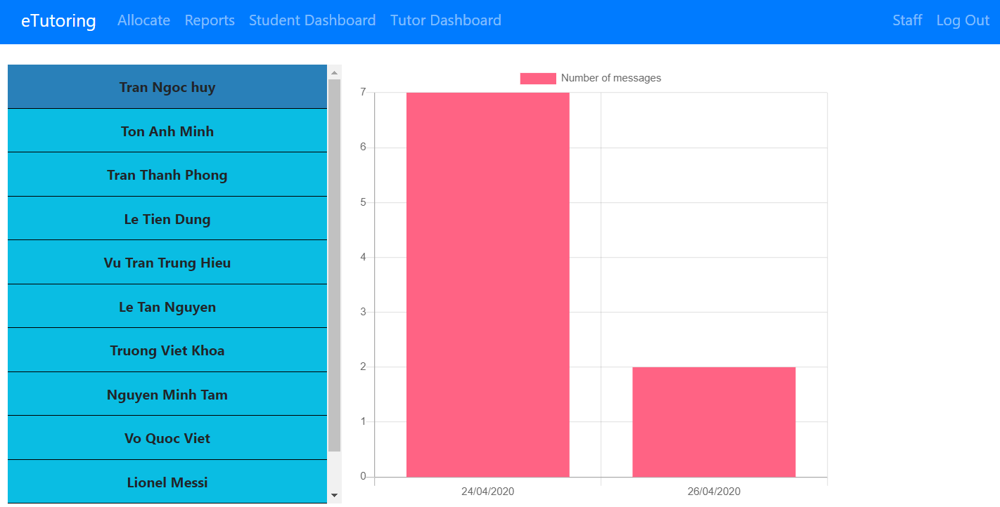 eTutoring Allocate Reports Student Dashboard Tutor Dashboard Staff Log Out
Tran Ngoc huy
Ton Anh Minh
Tran Thanh Phong
Le Tien Dung
Vu Tran Trung Hieu
Le Tan Nguyen
Truong Viet Khoa
Nguyen Minh Tam
Vo Quoc Viet
Lionel Messi
Number of messages
7
6
5
4
3
2
1
0
24/04/2020 26/04/2020